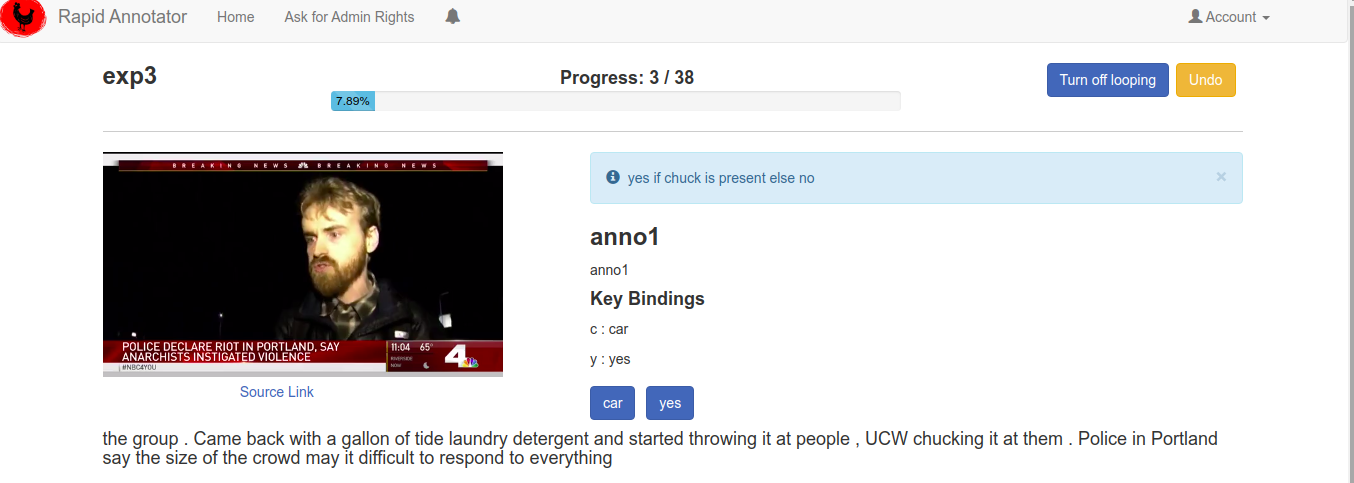 Rapid Annotator Home Ask for Admin Rights Account
exp3
Progress: 3 / 38
Turn off looping Undo
7.89%
BREAKING NEWS BREAKING NEWS
POLICE DECLARE RIOT IN PORTLAND, SAY
ANARCHISTS INSTIGATED VIOLENCE
#NBC4YOU
11:04 65°
RIVERSIDE
NOW
4
Source Link
yes if chuck is present else no ×
anno1
anno1
Key Bindings
c : car
y : yes
car yes
the group . Came back with a gallon of tide laundry detergent and started throwing it at people , UCW chucking it at them . Police in Portland
say the size of the crowd may it difficult to respond to everything